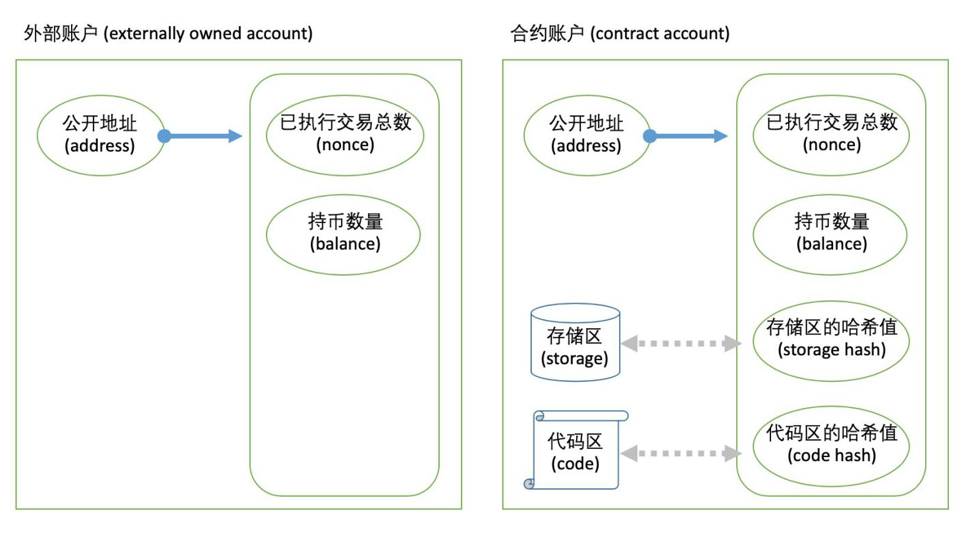 外部账户 (externally owned account)
公开地址
(address)
已执行交易总数
(nonce)
持币数量
(balance)
合约账户 (contract account)
公开地址
(address)
已执行交易总数
(nonce)
持币数量
(balance)
存储区
(storage)
存储区的哈希值
(storage hash)
代码区
(code)
代码区的哈希值
(code hash)